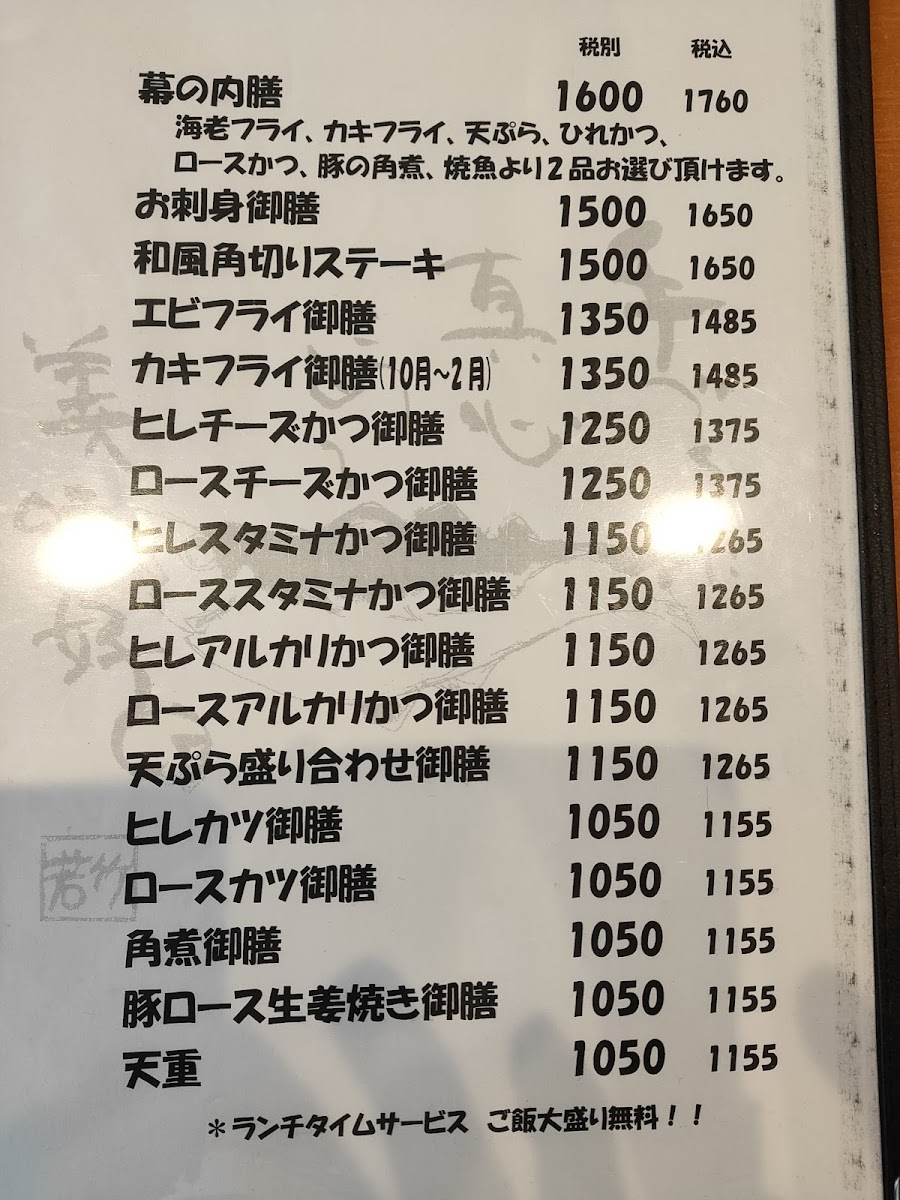 税別 税込
幕の内膳 1600 1760
海老フライ、カキフライ、天ぷら、ひれかつ、
ロースかつ、豚の角煮、焼魚より2品お選び頂けます。
お刺身御膳 1500 1650
和風角切りステーキ 1500 1650
エビフライ御膳 1350 1485
カキフライ御膳(10月~2月) 1350 1485
ヒレチーズかつ御膳 1250 1375
ロースチーズかつ御膳 1250 1375
ヒレスタミナかつ御膳 1150 1265
ローススタミナかつ御膳 1150 1265
ヒレアルカリかつ御膳 1150 1265
ロースアルカリかつ御膳 1150 1265
天ぷら盛り合わせ御膳 1150 1265
ヒレカツ御膳 1050 1155
ロースカツ御膳 1050 1155
角煮御膳 1050 1155
豚ロース生姜焼き御膳 1050 1155
天重 1050 1155
*ランチタイムサービス ご飯大盛り無料!!
若竹